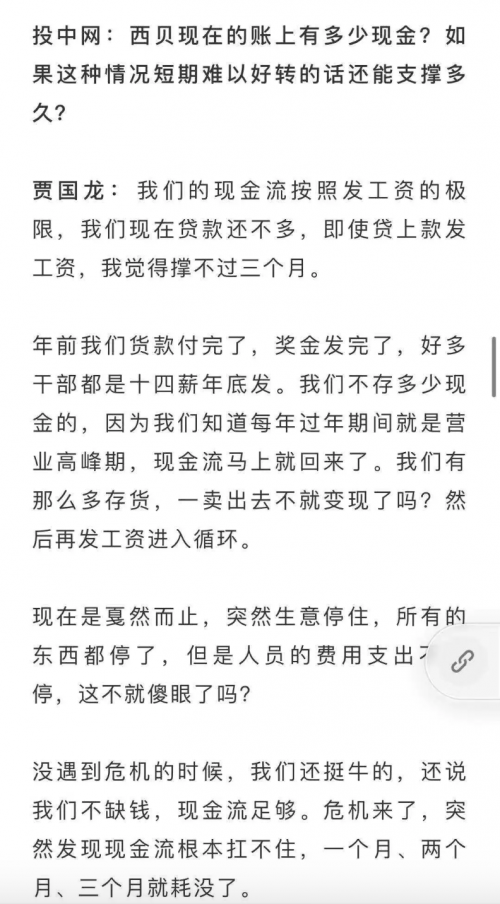 投中网：西贝现在的账上有多少现金？如
果这种情况短期难以好转的话还能支撑多
久？
贾国龙：我们的现金流按照发工资的极
限，我们现在贷款还不多，即使贷上款发
工资，我觉得撑不过三个月。
年前我们货款付完了，奖金发完了，好多
干部都是十四薪年底发。我们不存多少现
金的，因为我们知道每年过年期间就是营
业高峰期，现金流马上就回来了。我们有
那么多存货，一卖出去不就变现了吗？然
后再发工资进入循环。
现在是戛然而止，突然生意停住，所有的
东西都停了，但是人员的费用支出
停，这不就傻眼了吗？
没遇到危机的时候，我们还挺牛的，还说
我们不缺钱，现金流足够。危机来了，突
然发现现金流根本扛不住，一个月、两个
月、三个月就耗没了。